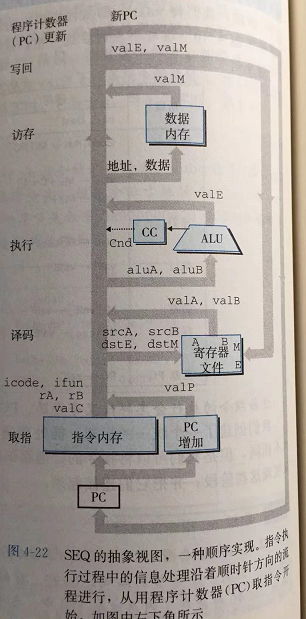 新PC
程序计数器
(PC) 更新
valE, valM
写回
valM
数据
内存
访存
地址, 数据
valE
CC
ALU
执行
Cnd
aluA, aluB
valA, valB
译码
srcA, srcB
dstE, dstM
A B M
寄存器
文件
E
icode, ifun
rA, rB
valC
valP
取指
指令内存
PC
增加
PC
图 4-22 SEQ 的抽象视图，一种顺序实现。指令执
行过程中的信息处理沿着顺时针方向的流
程进行，从用程序计数器(PC)取指令开
始，如图中左下角所示